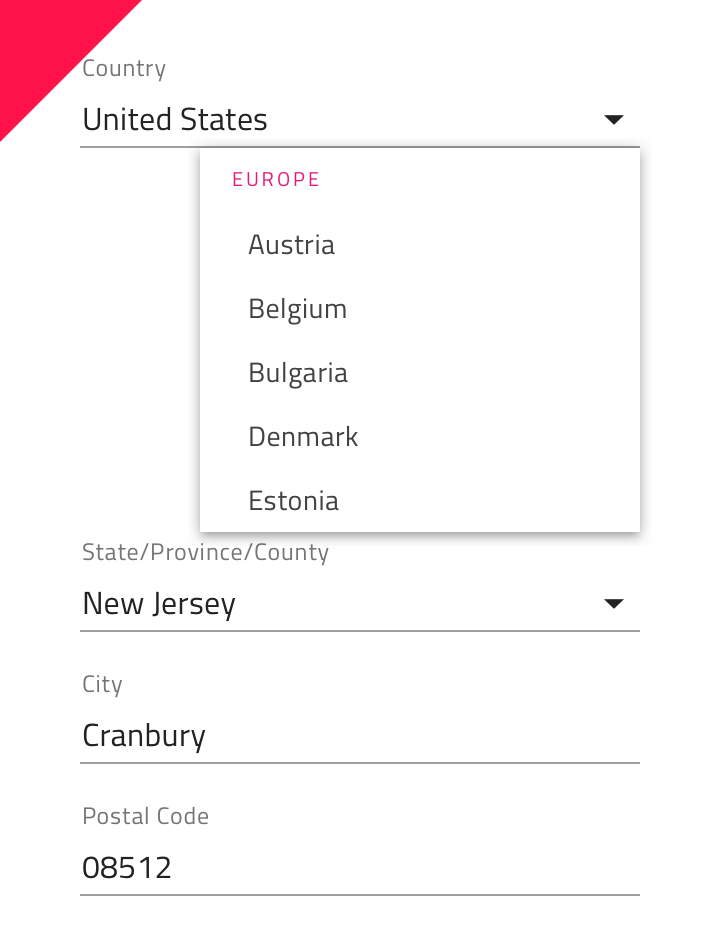 Country
United States
EUROPE
Austria
Belgium
Bulgaria
Denmark
Estonia
State/Province/County
New Jersey
City
Cranbury
Postal Code
08512